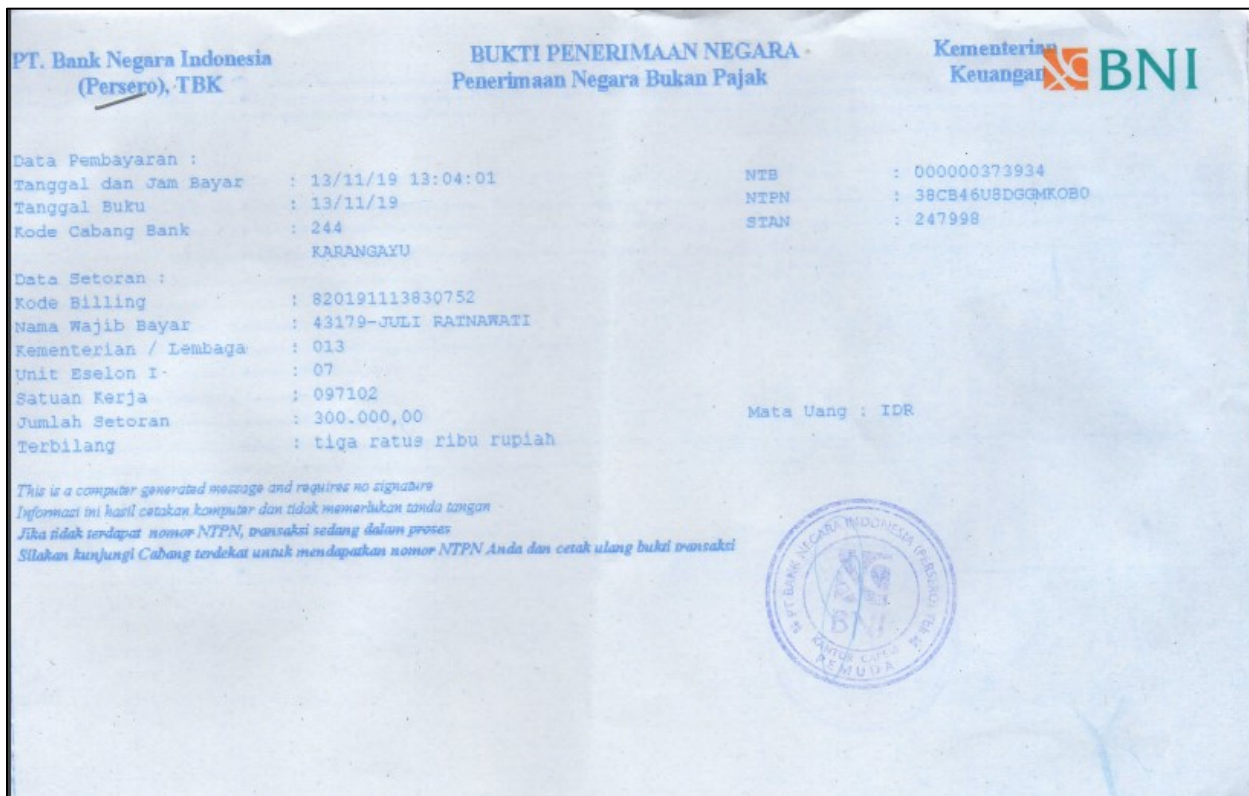 PT. Bank Negara Indonesia
(Persero), TBK
BUKTI PENERIMAAN NEGARA
Penerimaan Negara Bukan Pajak
Kementerian
Keuangan
BNI
Data Pembayaran :
Tanggal dan Jam Bayar : 13/11/19 13:04:01
Tanggal Buku : 13/11/19
Kode Cabang Bank : 244
KARANGAYU
NTB : 000000373934
NTPN : 38CB46U8DGGMKOB0
STAN : 247998
Data Setoran :
Kode Billing : 820191113830752
Nama Wajib Bayar : 43179-JULI RATNAWATI
Kementerian / Lembaga : 013
Unit Eselon I : 07
Satuan Kerja : 097102
Jumlah Setoran : 300.000,00
Mata Uang : IDR
Terbilang : tiga ratus ribu rupiah
This is a computer generated message and requires no signature
Informasi ini hasil cetakan komputer dan tidak memerlukan tanda tangan
Jika tidak terdapat nomor NTPN, transaksi sedang dalam proses
Silakan kunjungi Cabang terdekat untuk mendapatkan nomor NTPN Anda dan cetak ulang bukti transaksi
PT BANK NEGARA INDONESIA (PERSERO) Tbk
BNI
KANTOR
PEMUDA